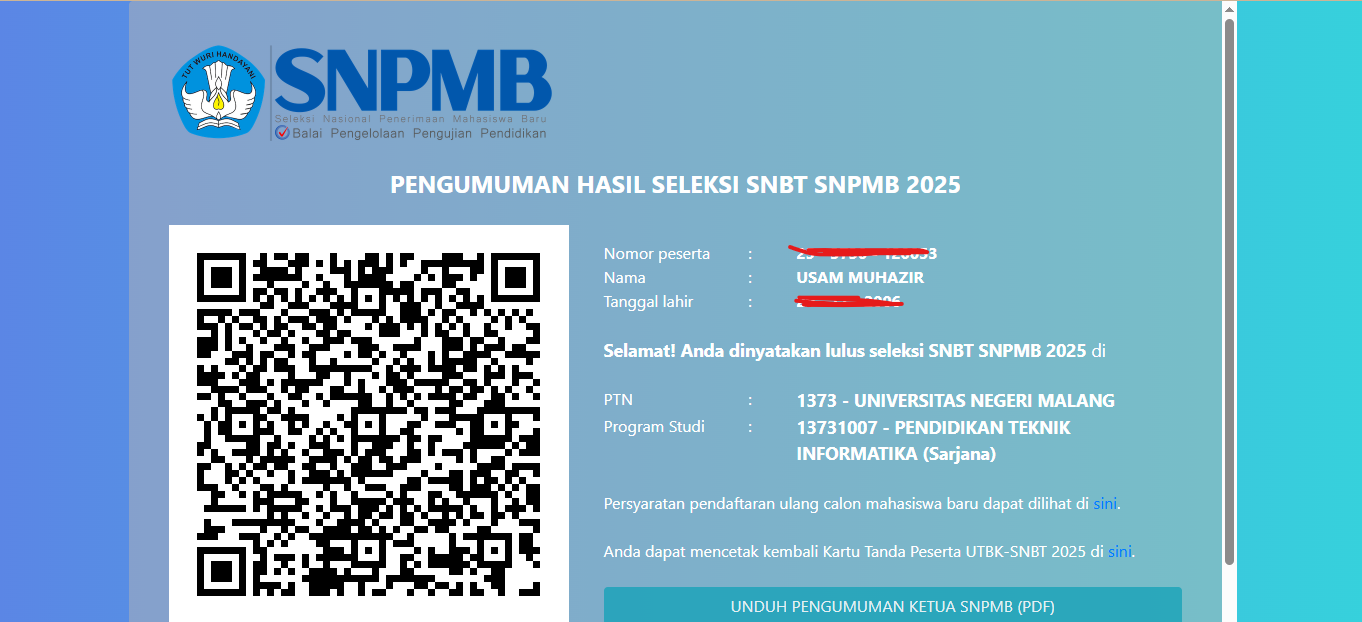 TUT WURI HANDAYANI
SNPMB
Seleksi Nasional Penerimaan Mahasiswa Baru
Balai Pengelolaan Pengujian Pendidikan
PENGUMUMAN HASIL SELEKSI SNBT SNPMB 2025
Nomor peserta :
Nama : USAM MUHAZIR
Tanggal lahir :
Selamat! Anda dinyatakan lulus seleksi SNBT SNPMB 2025 di
PTN : 1373 - UNIVERSITAS NEGERI MALANG
Program Studi : 13731007 - PENDIDIKAN TEKNIK
INFORMATIKA (Sarjana)
Persyaratan pendaftaran ulang calon mahasiswa baru dapat dilihat di sini.
Anda dapat mencetak kembali Kartu Tanda Peserta UTBK-SNBT 2025 di sini.
UNDUH PENGUMUMAN KETUA SNPMB (PDF)